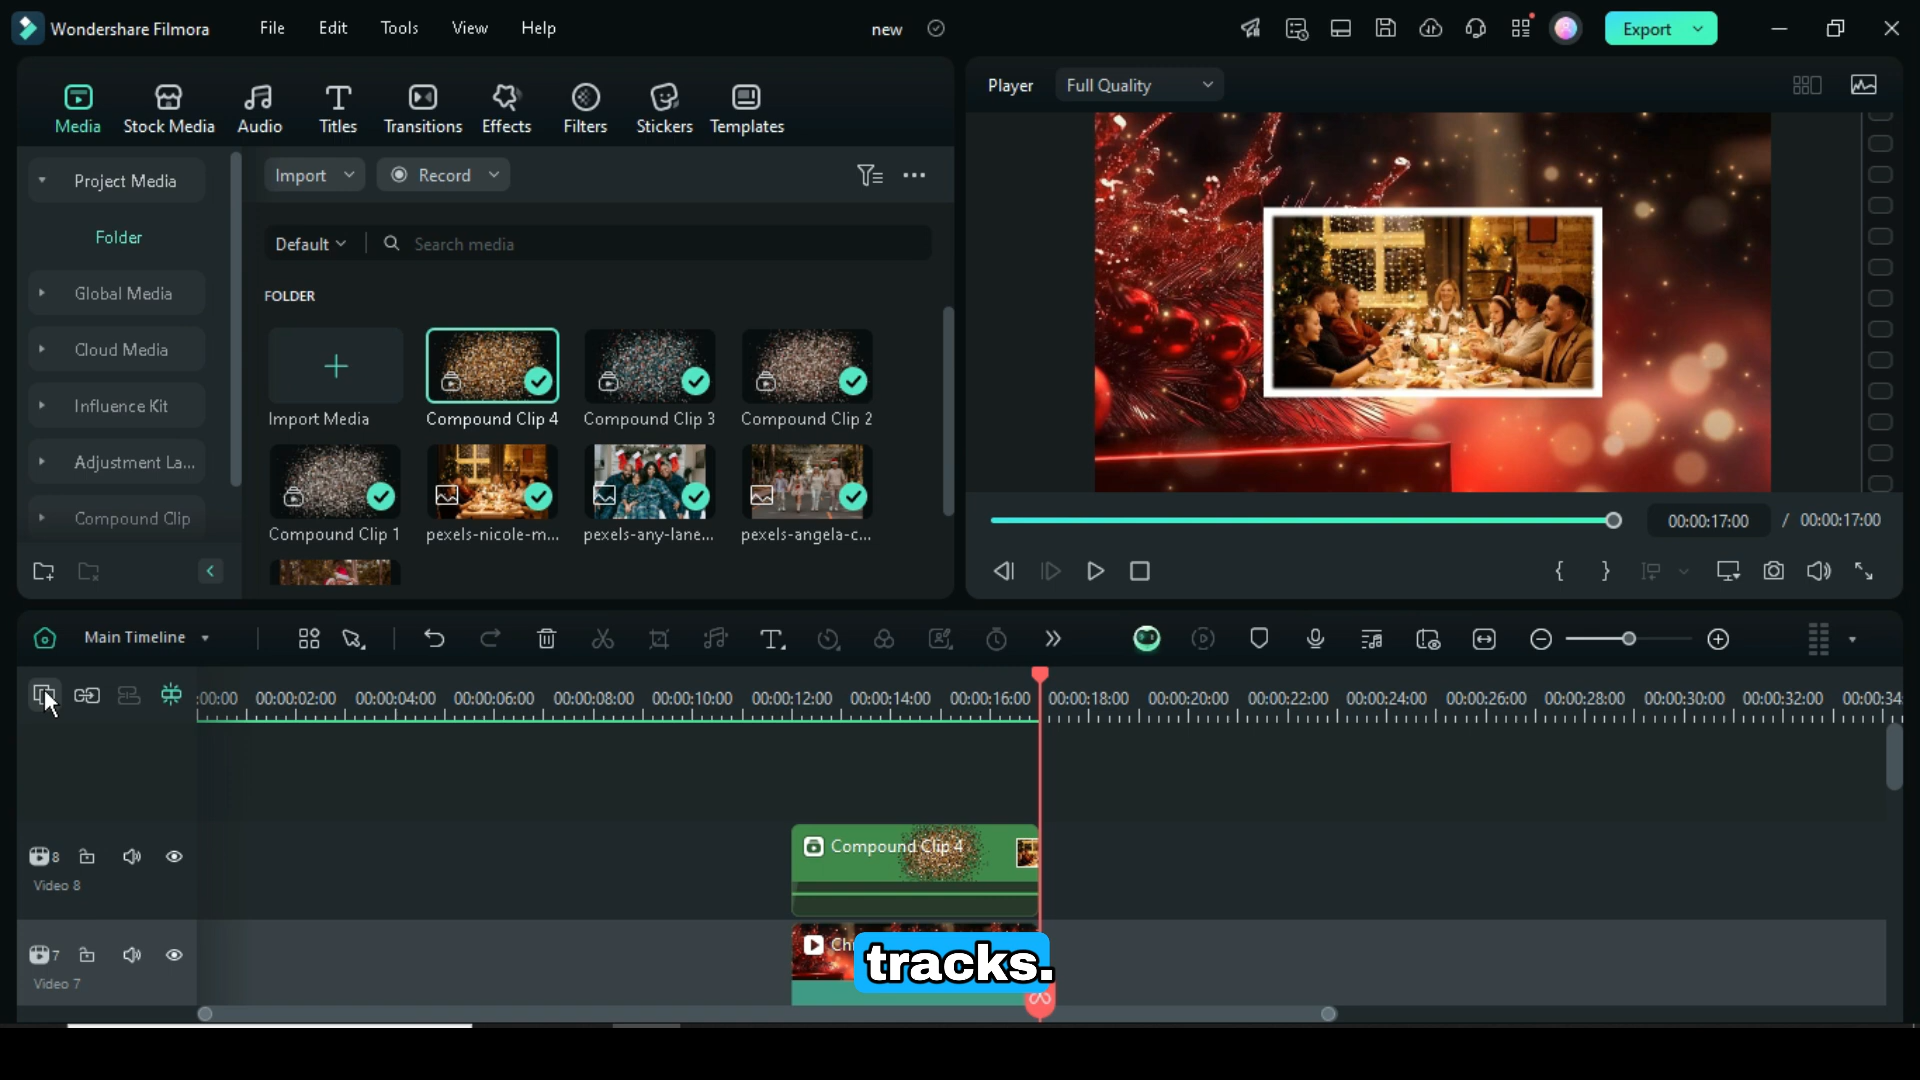 Wondershare Filmora
File
Edit
Tools
View
Help
new
Export
Media
Stock Media
Audio
Titles
Transitions
Effects
Filters
Stickers
Templates
Player
Full Quality
Project Media
Folder
Global Media
Cloud Media
Influence Kit
Adjustment La...
Compound Clip
Import
Record
Default
Search media
FOLDER
Import Media
Compound Clip 4
Compound Clip 3
Compound Clip 2
Compound Clip 1
pexels-nicole-m...
pexels-any-lane...
pexels-angela-c...
00:00:17:00
/ 00:00:17:00
Main Timeline
:00:00
00:00:02:00
00:00:04:00
00:00:06:00
00:00:08:00
00:00:10:00
00:00:12:00
00:00:14:00
00:00:16:00
00:00:18:00
00:00:20:00
00:00:22:00
00:00:24:00
00:00:26:00
00:00:28:00
00:00:30:00
00:00:32:00
00:00:34
8
Video 8
Compound Clip 4
7
Video 7
Ch
tracks.